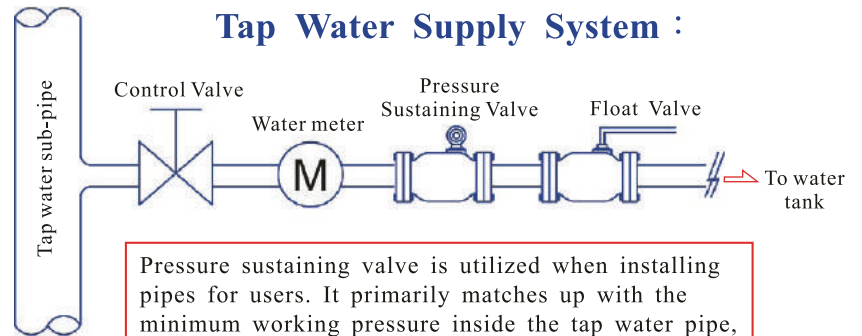 Tap Water Supply System：
Control Valve
Water meter
Pressure
Sustaining Valve
Float Valve
Tap water sub-pipe
M
To water
tank
Pressure sustaining valve is utilized when installing
pipes for users. It primarily matches up with the
minimum working pressure inside the tap water pipe,